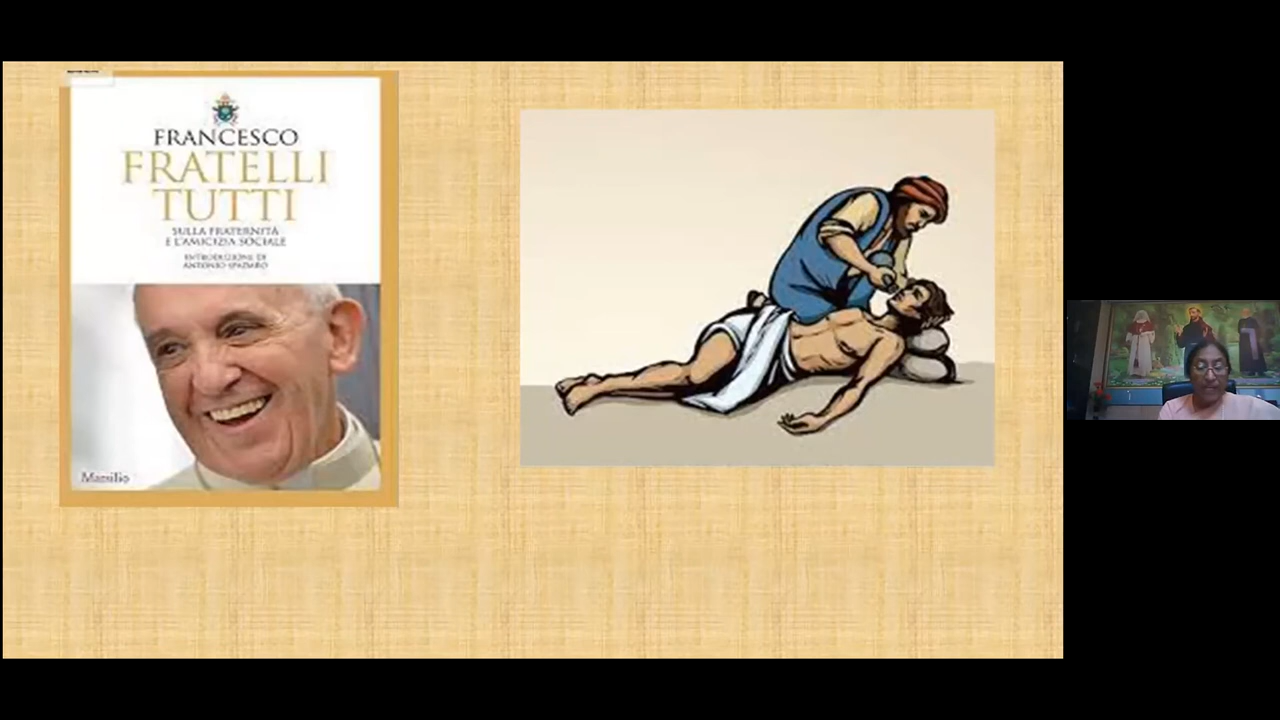 FRANCESCO
FRATELLI
TUTTI
SULLA FRATERNITÀ
E L'AMICIZIA SOCIALE
INTRODUZIONE DI
ANTONIO SPADARO
Marsilio